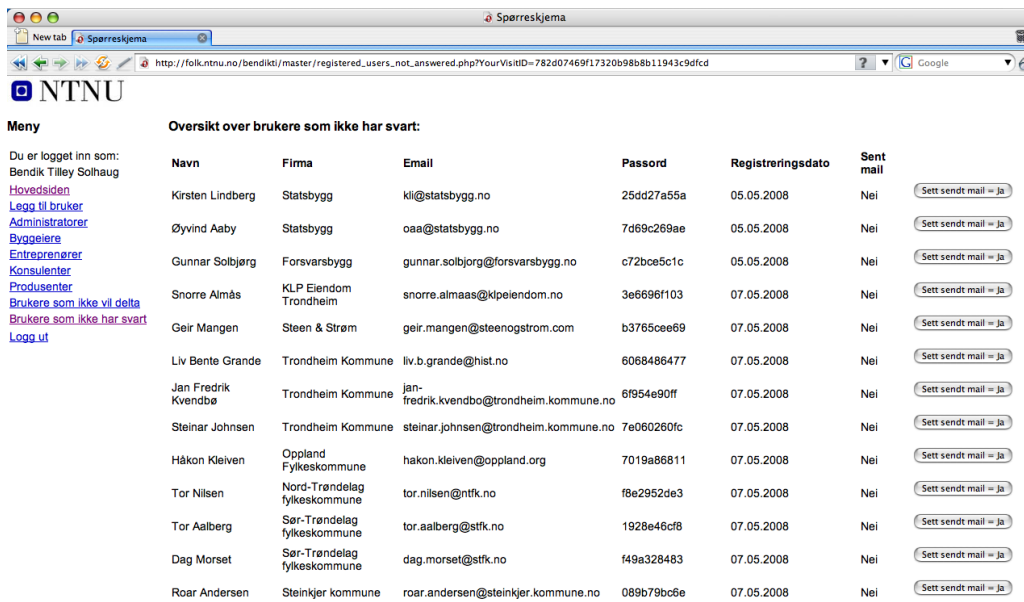 Spørreskjema
New tab
Spørreskjema
http://folk.ntnu.no/bendikti/master/registered_users_not_answered.php?YourVisitID=782d07469f17320b98b8b11943c9dfcd
?
G Google
NTNU
Meny
Du er logget inn som:
Bendik Tilley Solhaug
Hovedsiden
Legg til bruker
Administratorer
Byggeiere
Entreprenører
Konsulenter
Produsenter
Brukere som ikke vil delta
Brukere som ikke har svart
Logg ut
Oversikt over brukere som ikke har svart:
Navn Firma Email Passord Registreringsdato Sent mail
Kirsten Lindberg Statsbygg kli@statsbygg.no 25dd27a55a 05.05.2008 Nei Sett sendt mail = Ja
Øyvind Aaby Statsbygg oaa@statsbygg.no 7d69c269ae 05.05.2008 Nei Sett sendt mail = Ja
Gunnar Solbjørg Forsvarsbygg gunnar.solbjorg@forsvarsbygg.no c72bce5c1c 05.05.2008 Nei Sett sendt mail = Ja
Snorre Almås KLP Eiendom Trondheim snorre.almaas@klpeiendom.no 3e6696f103 07.05.2008 Nei Sett sendt mail = Ja
Geir Mangen Steen & Strøm geir.mangen@steenogstrom.com b3765cee69 07.05.2008 Nei Sett sendt mail = Ja
Liv Bente Grande Trondheim Kommune liv.b.grande@hist.no 6068486477 07.05.2008 Nei Sett sendt mail = Ja
Jan Fredrik Kvendbø Trondheim Kommune jan-fredrik.kvendbo@trondheim.kommune.no 6f954e90ff 07.05.2008 Nei Sett sendt mail = Ja
Steinar Johnsen Trondheim Kommune steinar.johnsen@trondheim.kommune.no 7e060260fc 07.05.2008 Nei Sett sendt mail = Ja
Håkon Kleiven Oppland Fylkeskommune hakon.kleiven@oppland.org 7019a86811 07.05.2008 Nei Sett sendt mail = Ja
Tor Nilsen Nord-Trøndelag fylkeskommune tor.nilsen@ntfk.no f8e2952de3 07.05.2008 Nei Sett sendt mail = Ja
Tor Aalberg Sør-Trøndelag fylkeskommune tor.aalberg@stfk.no 1928e46cf8 07.05.2008 Nei Sett sendt mail = Ja
Dag Morset Sør-Trøndelag fylkeskommune dag.morset@stfk.no f49a328483 07.05.2008 Nei Sett sendt mail = Ja
Roar Andersen Steinkjer kommune roar.andersen@steinkjer.kommune.no 089b79bc6e 07.05.2008 Nei Sett sendt mail = Ja